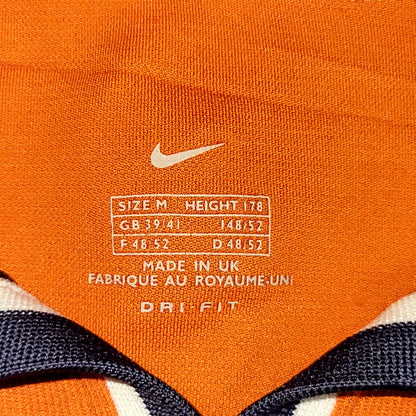 SIZE M HEIGHT 178
GB 39/41 148/52
F 48.52 D 48/52
MADE IN UK
FABRIQUE AU ROYAUME-UNI
DRI·FIT